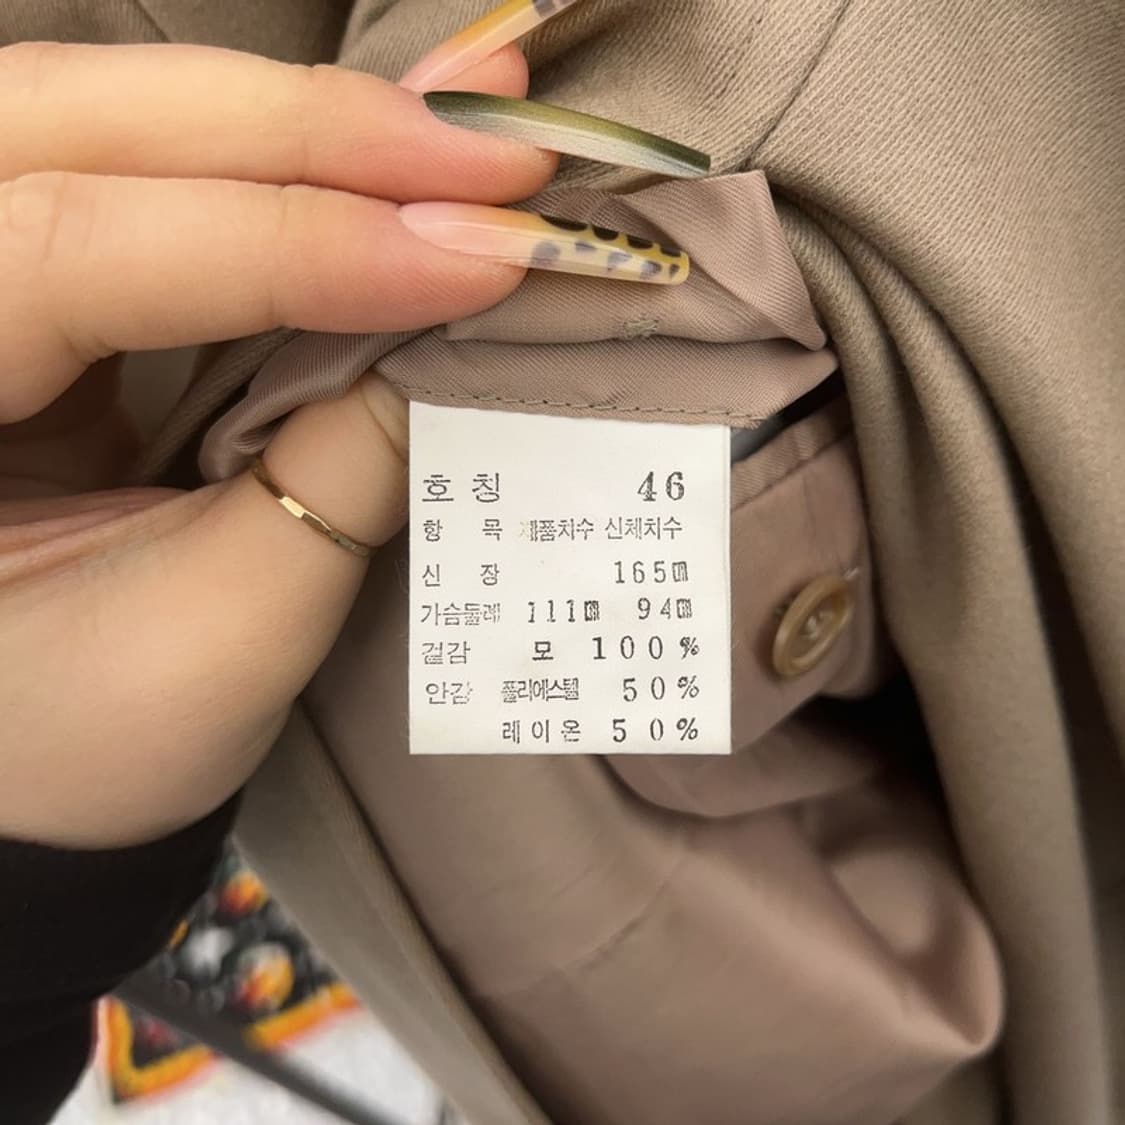 호 칭 46
항 목 제품치수 신체치수
신 장 165㎝
가슴둘레 111㎝ 94㎝
겉감 모 100%
안감 폴리에스텔 50%
레이온 50%